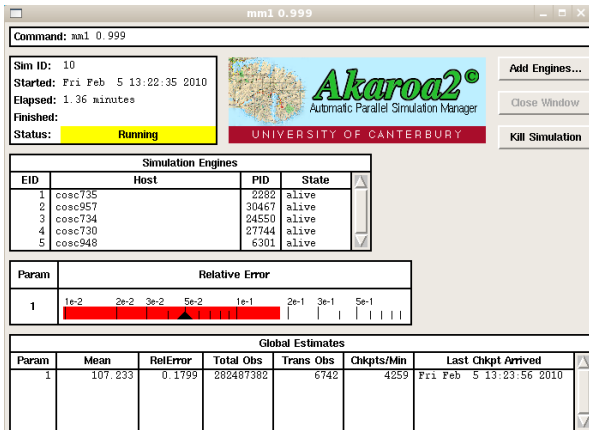 mm1 0.999
Command: mm1 0.999
Sim ID: 10
Started: Fri Feb 5 13:22:35 2010
Elapsed: 1.36 minutes
Finished:
Status: Running
Akaroa2©
Automatic Parallel Simulation Manager
UNIVERSITY OF CANTERBURY
Add Engines...
Close Window
Kill Simulation
Simulation Engines
EID Host PID State
1 cosc735 2282 alive
2 cosc957 30467 alive
3 cosc734 24550 alive
4 cosc730 27744 alive
5 cosc948 6301 alive
Param Relative Error
1 1e-2 2e-2 3e-2 5e-2 1e-1 2e-1 3e-1 5e-1
Global Estimates
Param Mean RelError Total Obs Trans Obs Chkpts/Min Last Chkpt Arrived
1 107.233 0.1799 282487382 6742 4259 Fri Feb 5 13:23:56 2010